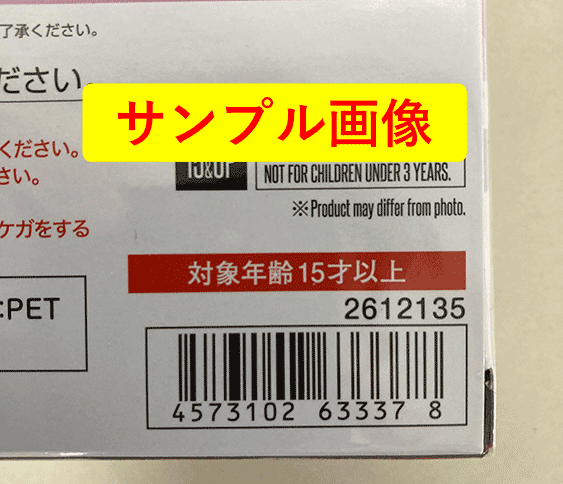 了承ください。
ださい。
サンプル画像
ください。
さい。
15&UP
NOT FOR CHILDREN UNDER 3 YEARS.
※Product may differ from photo.
ケガをする
対象年齢15才以上
2612135
:PET
4573102 63337 8